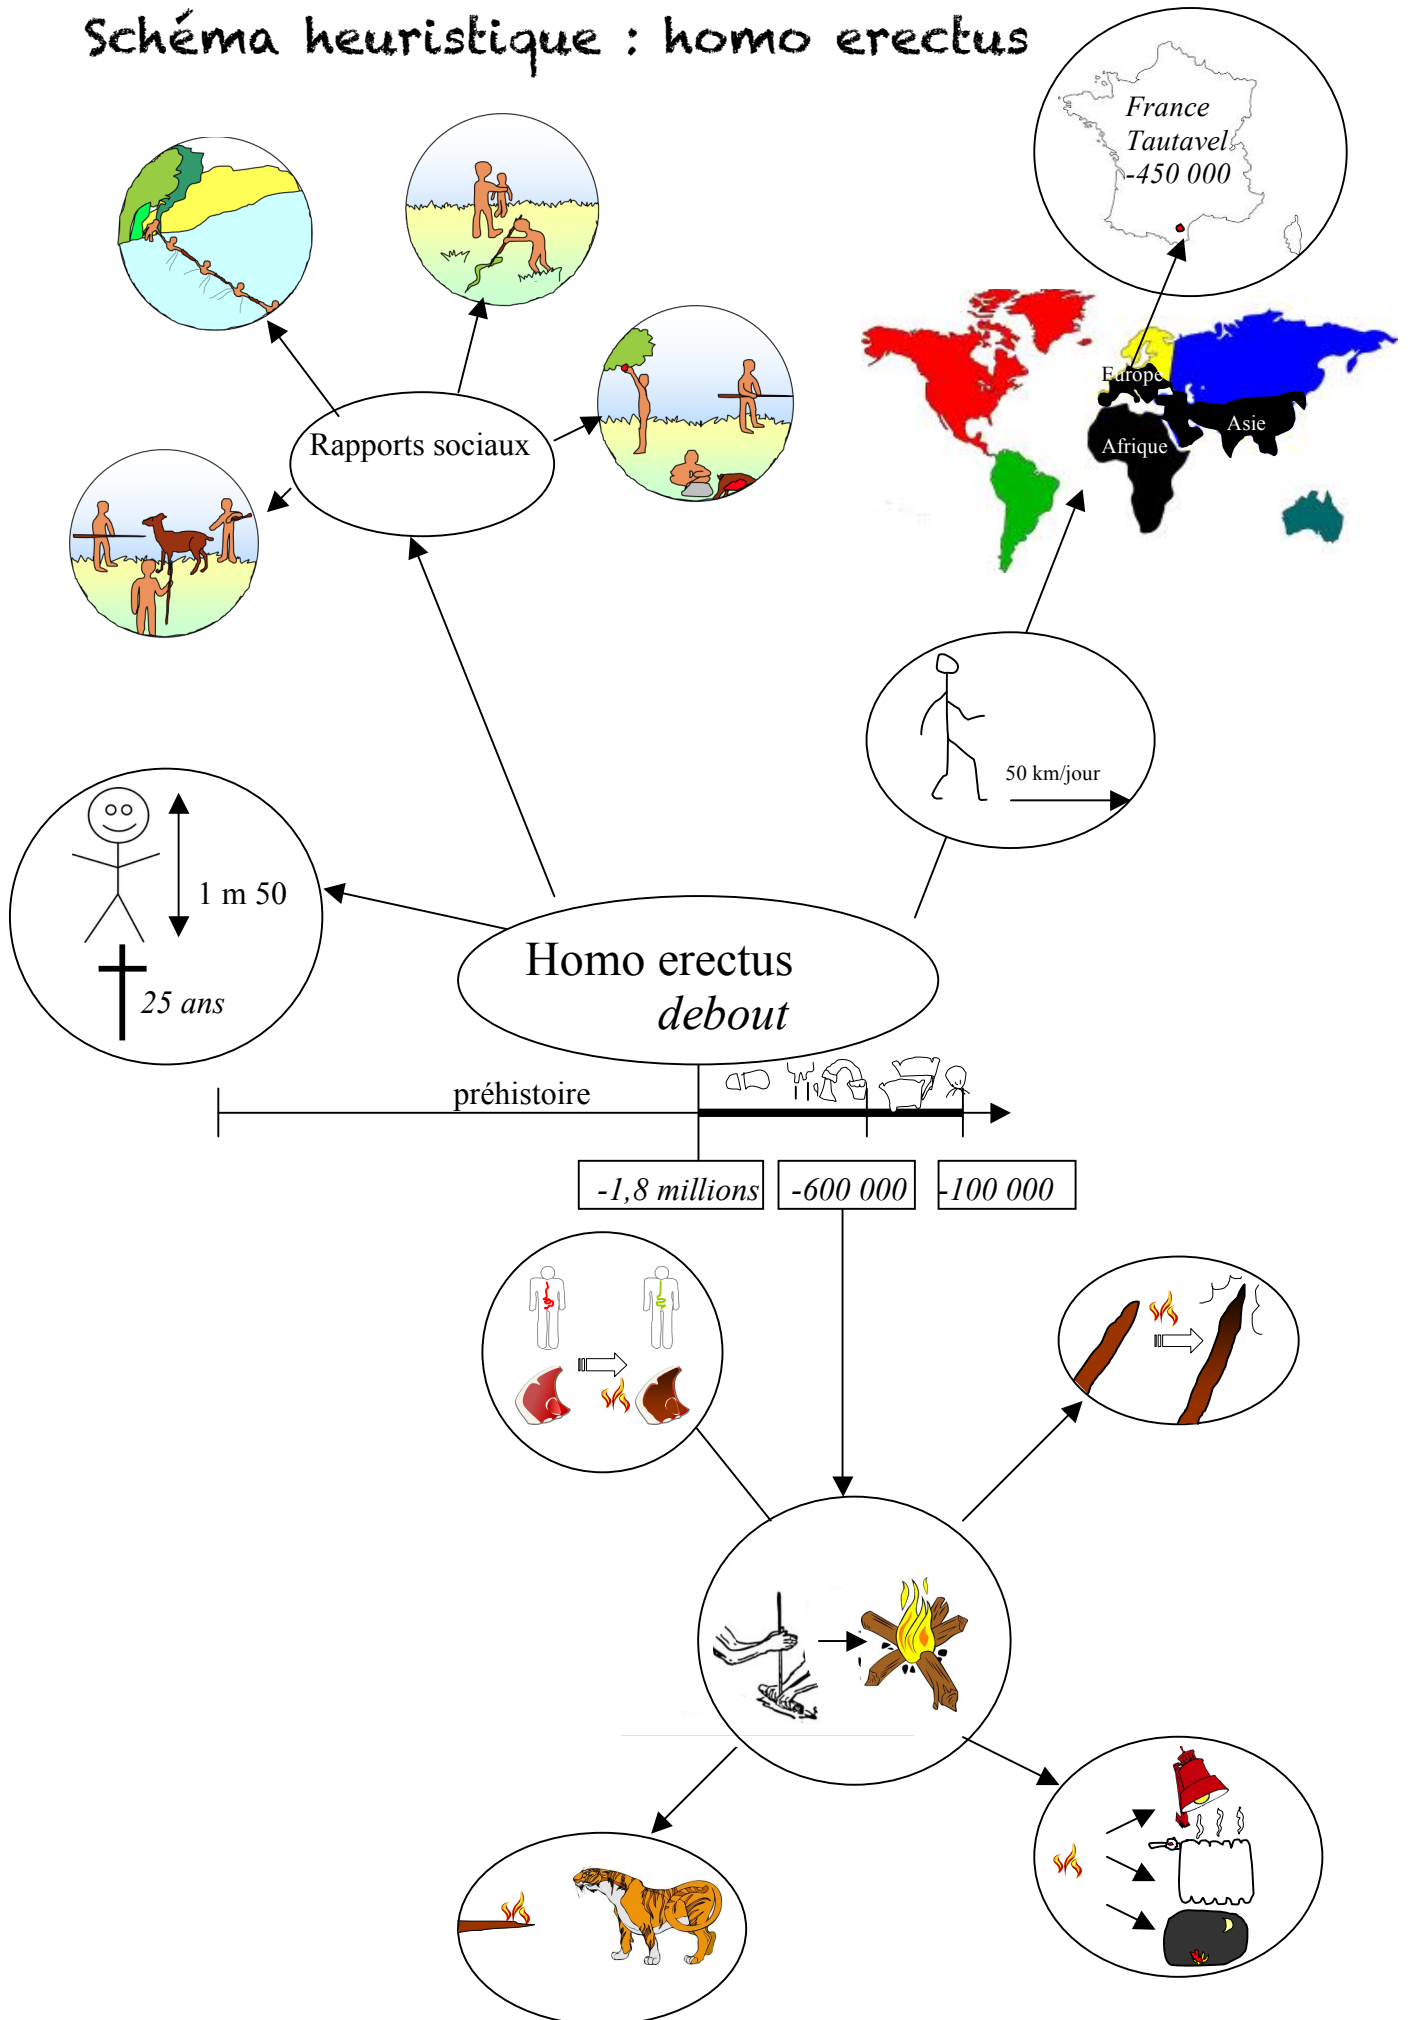 Schéma heuristique : homo erectus
France
Tautavel
-450 000
Europe
Asie
Afrique
Rapports sociaux
50 km/jour
1 m 50
25 ans
Homo erectus
debout
préhistoire
-1,8 millions
-600 000
-100 000